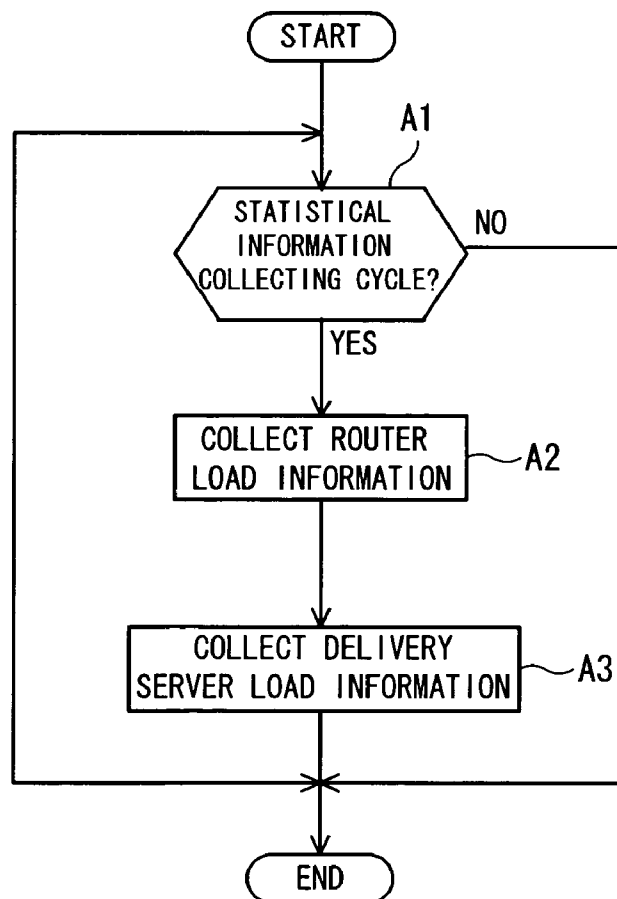 START
A1
STATISTICAL
INFORMATION
COLLECTING CYCLE?
NO
YES
COLLECT ROUTER
LOAD INFORMATION
A2
COLLECT DELIVERY
SERVER LOAD INFORMATION
A3
END